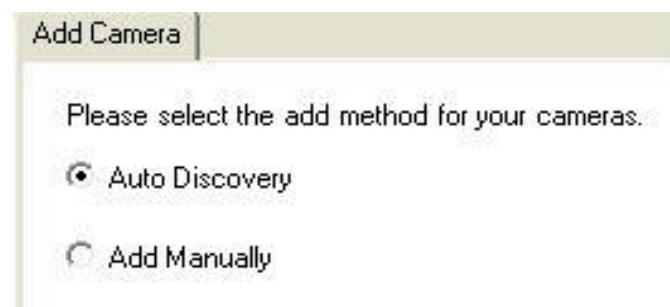 Add Camera
Please select the add method for your cameras.
Auto Discovery
Add Manually